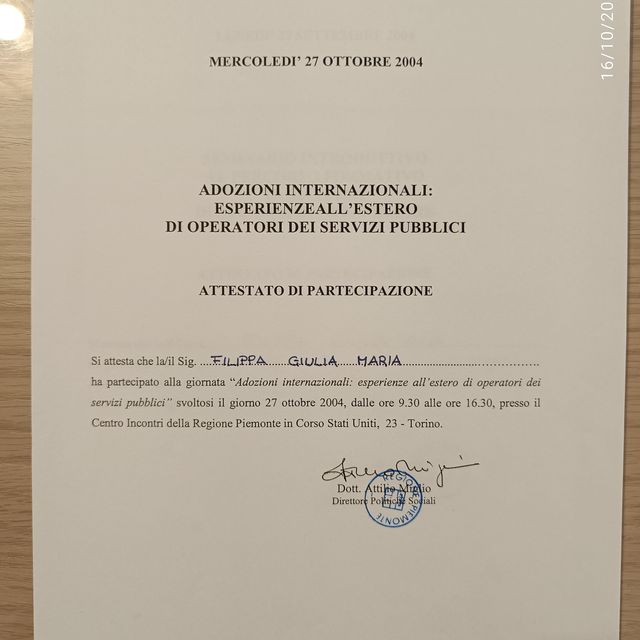 16/10/20
MERCOLEDI' 27 OTTOBRE 2004
ADOZIONI INTERNAZIONALI:
ESPERIENZEALL'ESTERO
DI OPERATORI DEI SERVIZI PUBBLICI
ATTESTATO DI PARTECIPAZIONE
Si attesta che la/il Sig. ....FILIPPA GIULIA MARIA.............................
ha partecipato alla giornata “Adozioni internazionali: esperienze all'estero di operatori dei
servizi pubblici” svoltosi il giorno 27 ottobre 2004, dalle ore 9.30 alle ore 16.30, presso il
Centro Incontri della Regione Piemonte in Corso Stati Uniti, 23 - Torino.
Dott. Attilio Miglio
Direttore Politiche Sociali
REGIONE PIEMONTE